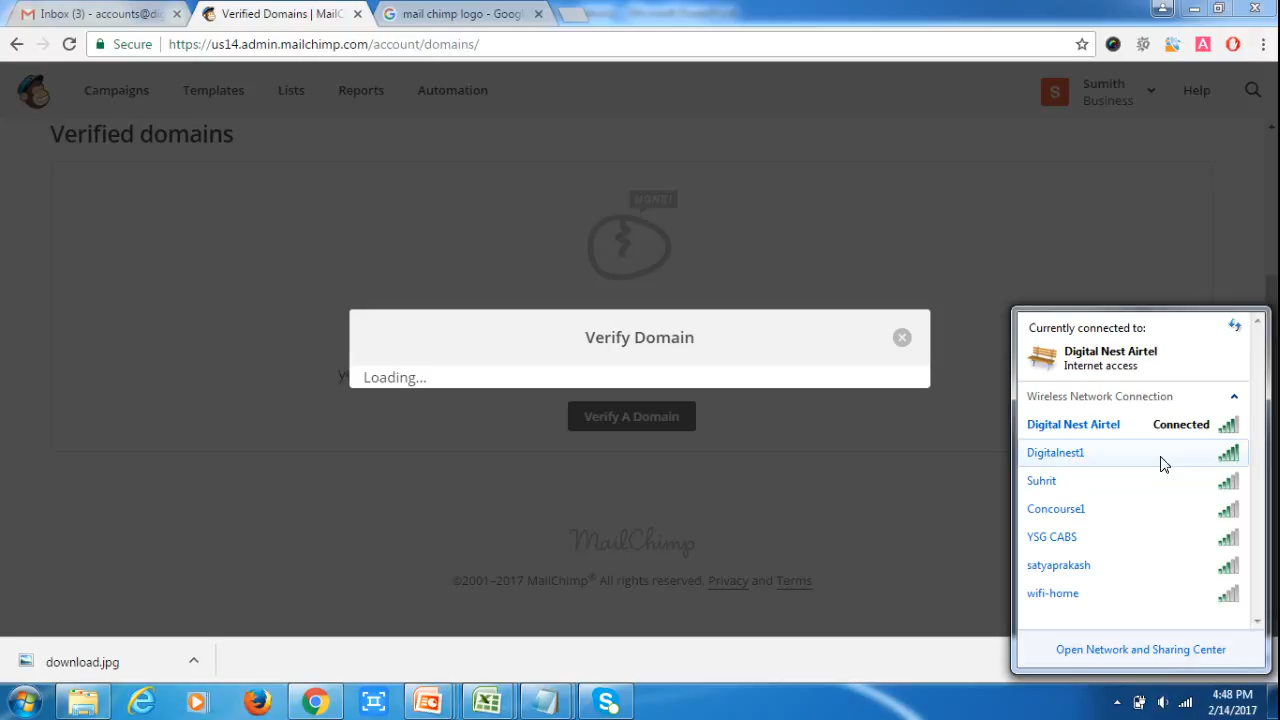 Inbox (3) - accounts@di
Verified Domains | MailC
mail chimp logo - Googl
Secure
https://us14.admin.mailchimp.com/account/domains/
Campaigns
Templates
Lists
Reports
Automation
S
Sumith
Business
Help
Verified domains
MONK!
Verify Domain
Loading...
Verify A Domain
MailChimp
©2001–2017 MailChimp® All rights reserved. Privacy and Terms
Currently connected to:
Digital Nest Airtel
Internet access
Wireless Network Connection
Digital Nest Airtel Connected
Digitalnest1
Suhrit
Concourse1
YSG CABS
satyaprakash
wifi-home
Open Network and Sharing Center
download.jpg
4:48 PM
2/14/2017